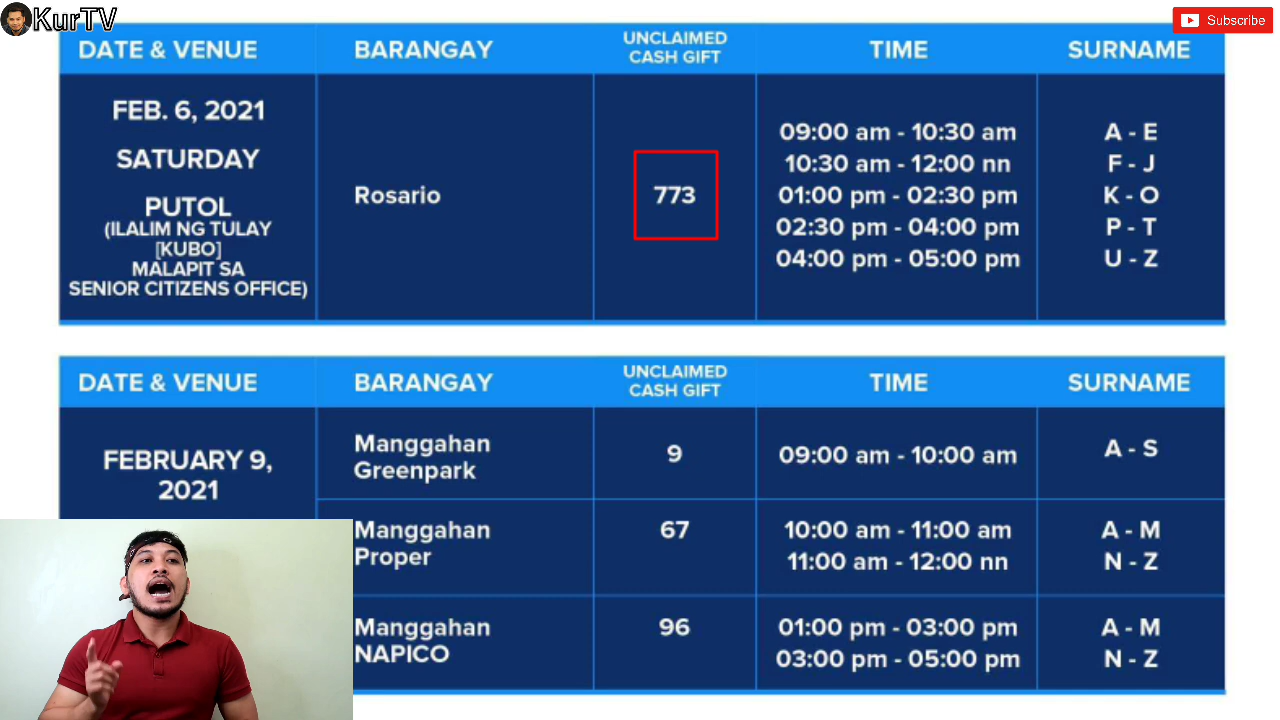 KurTV
Subscribe
DATE & VENUE BARANGAY UNCLAIMED CASH GIFT TIME SURNAME
FEB. 6, 2021
SATURDAY
PUTOL
(ILALIM NG TULAY
[KUBO]
MALAPIT SA
SENIOR CITIZENS OFFICE)
Rosario
773
09:00 am - 10:30 am A - E
10:30 am - 12:00 nn F - J
01:00 pm - 02:30 pm K - O
02:30 pm - 04:00 pm P - T
04:00 pm - 05:00 pm U - Z
DATE & VENUE BARANGAY UNCLAIMED CASH GIFT TIME SURNAME
FEBRUARY 9,
2021
Manggahan
Greenpark
9
09:00 am - 10:00 am A - S
Manggahan
Proper
67
10:00 am - 11:00 am A - M
11:00 am - 12:00 nn N - Z
Manggahan
NAPICO
96
01:00 pm - 03:00 pm A - M
03:00 pm - 05:00 pm N - Z